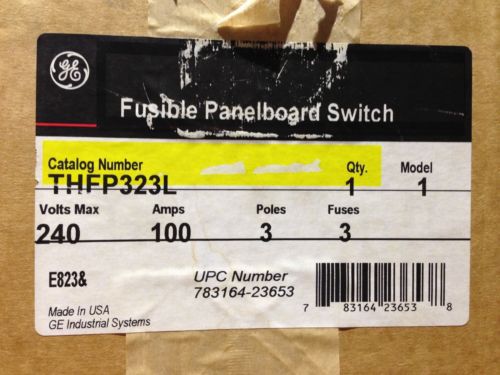 GE
Fusible Panelboard Switch
Catalog Number Qty. Model
THFP323L 1 1
Volts Max Amps Poles Fuses
240 100 3 3
E823&
UPC Number
783164-23653
7 83164 23653 8
Made in USA
GE Industrial Systems